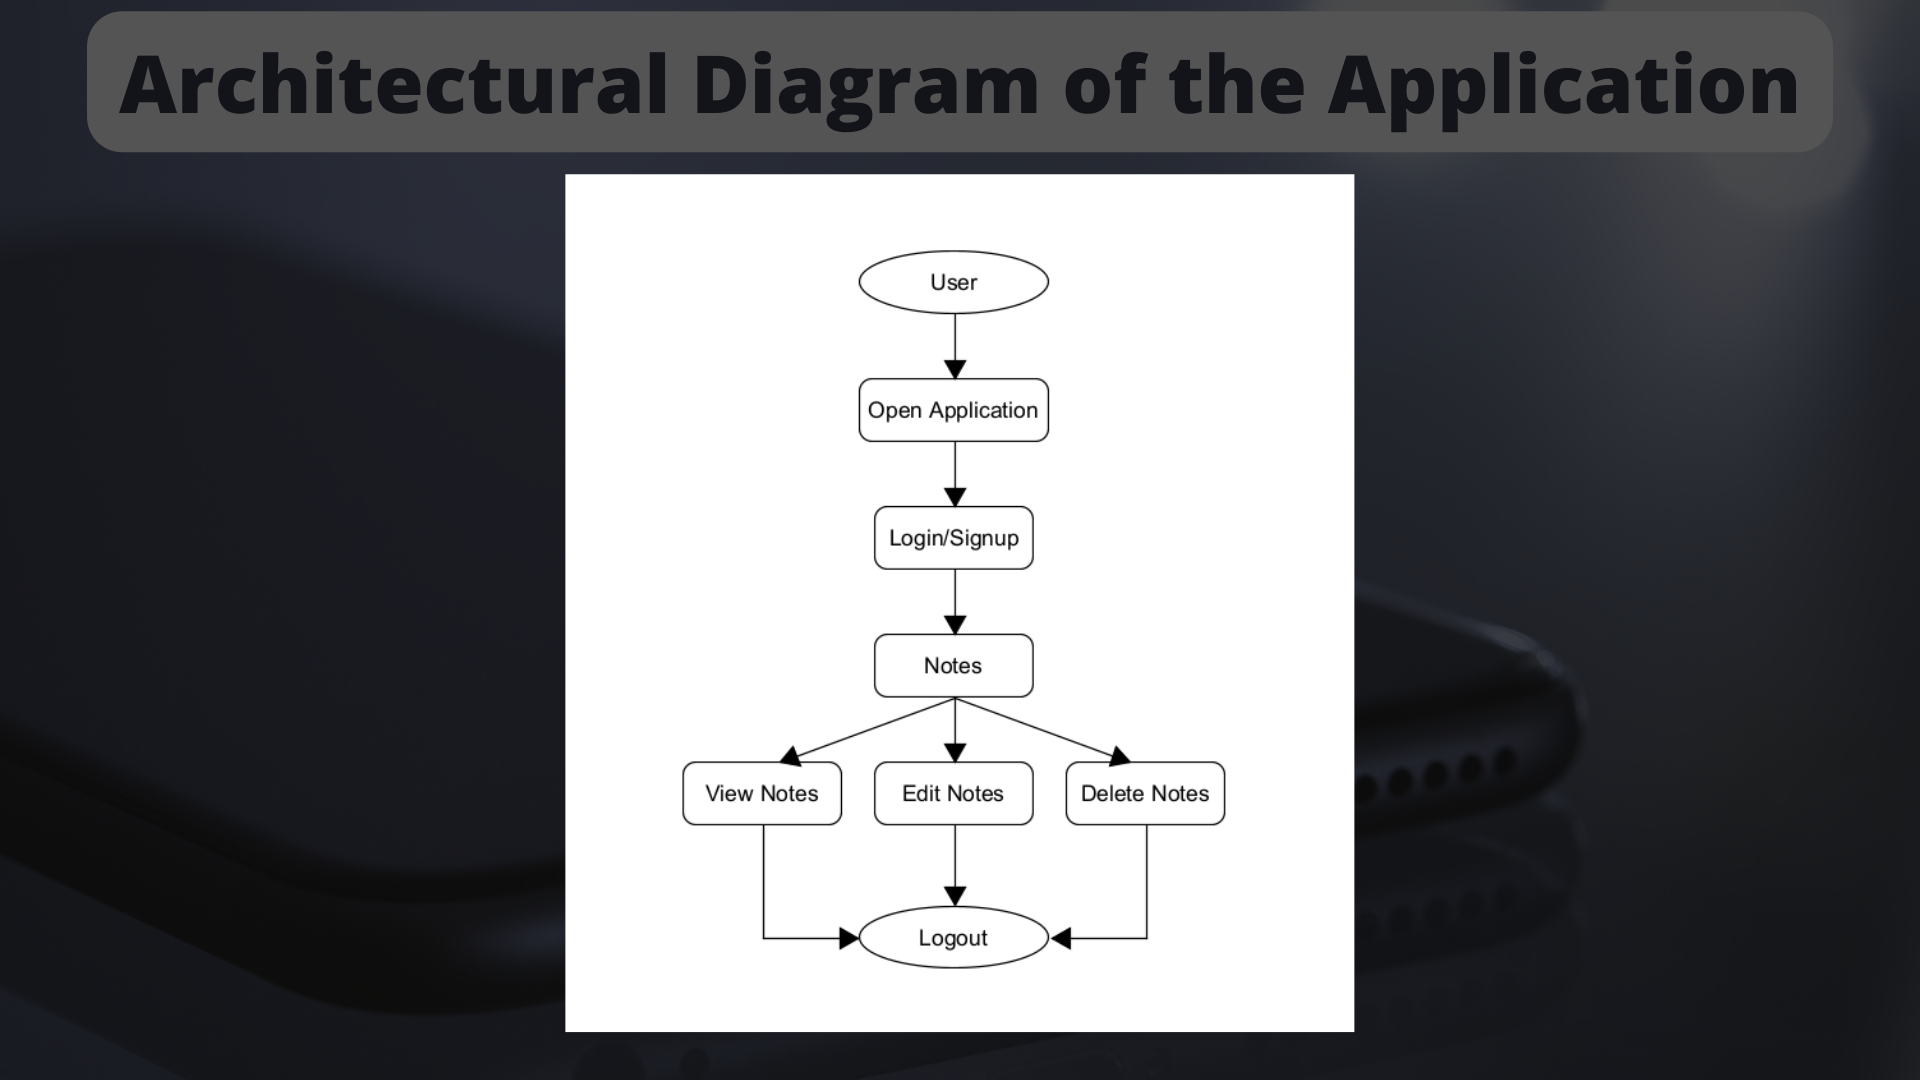 Architectural Diagram of the Application
User
Open Application
Login/Signup
Notes
View Notes
Edit Notes
Delete Notes
Logout